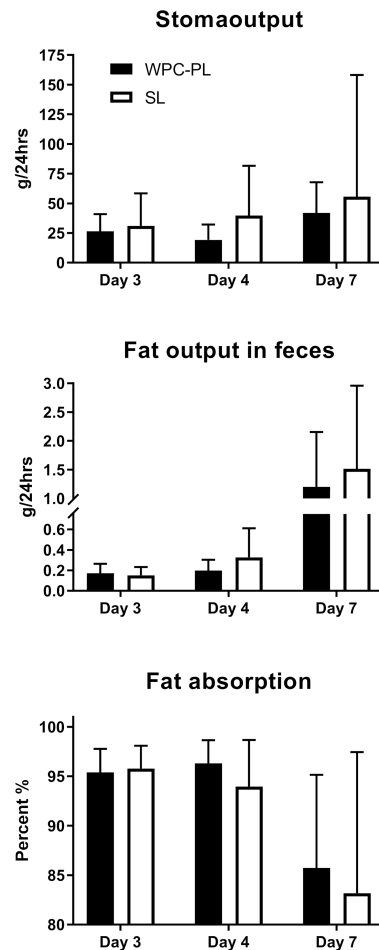 Stomaoutput
175
150
125
100
75
50
25
0
g/24hrs
WPC-PL
SL
Day 3 Day 4 Day 7
Fat output in feces
3.0
2.5
2.0
1.5
1.0
0.6
0.4
0.2
0.0
g/24hrs
Day 3 Day 4 Day 7
Fat absorption
100
95
90
85
80
Percent %
Day 3 Day 4 Day 7